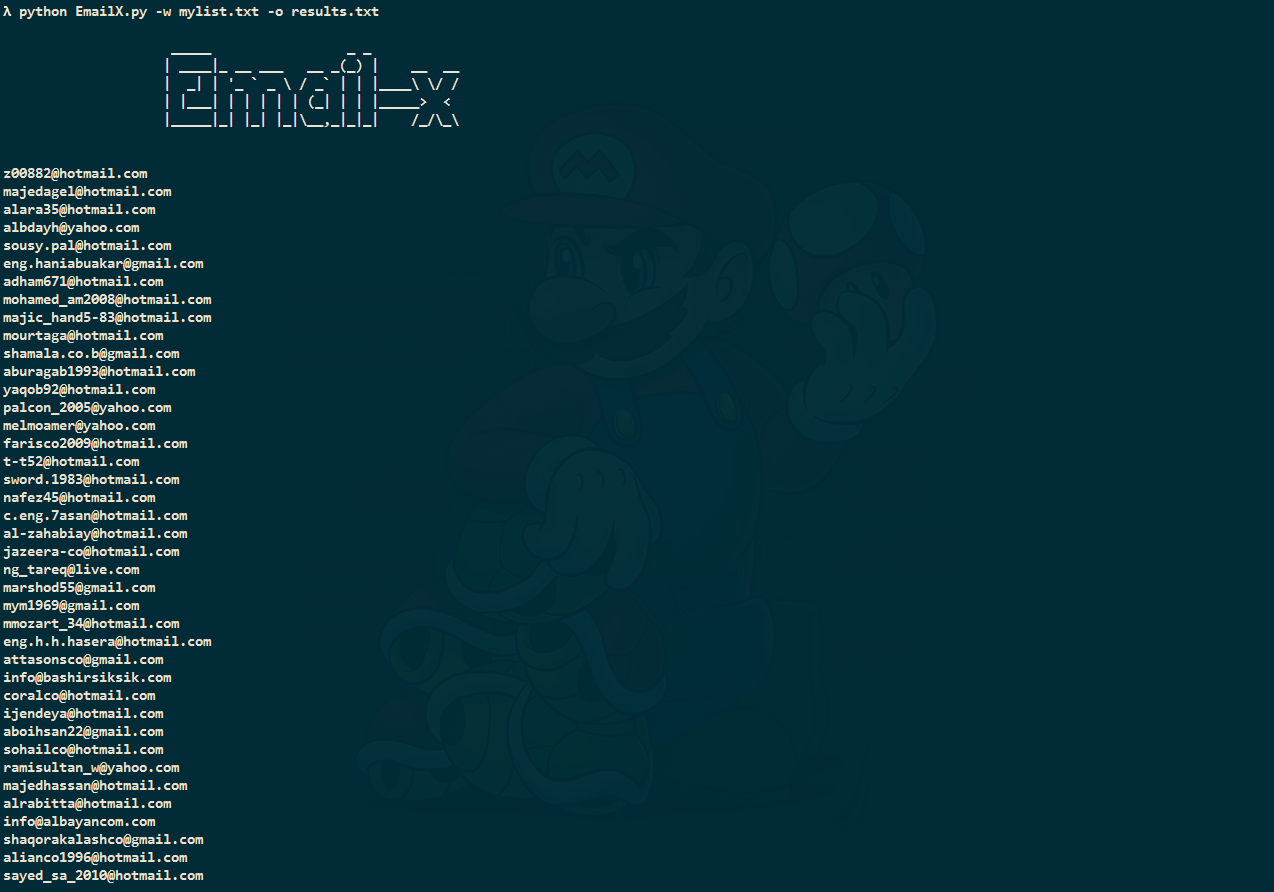 λ python EmailX.py -w mylist.txt -o results.txt
Email-x
z00882@hotmail.com
majedagel@hotmail.com
alara35@hotmail.com
albdayh@yahoo.com
sousy.pal@hotmail.com
eng.haniabuakar@gmail.com
adham671@hotmail.com
mohamed_am2008@hotmail.com
majic_hand5-83@hotmail.com
mourtaga@hotmail.com
shamala.co.b@gmail.com
aburagab1993@hotmail.com
yaqob92@hotmail.com
palcon_2005@yahoo.com
melmoamer@yahoo.com
farisco2009@hotmail.com
t-t52@hotmail.com
sword.1983@hotmail.com
nafez45@hotmail.com
c.eng.7asan@hotmail.com
al-zahabiay@hotmail.com
jazeera-co@hotmail.com
ng_tareq@live.com
marshod55@gmail.com
mym1969@gmail.com
mmozart_34@hotmail.com
eng.h.h.hasera@hotmail.com
attasonsco@gmail.com
info@bashirsiksik.com
coralco@hotmail.com
ijendeya@hotmail.com
aboihsan22@gmail.com
sohailco@hotmail.com
ramisultan_w@yahoo.com
majedhassan@hotmail.com
alrabitta@hotmail.com
info@albayancom.com
shaqorakalashco@gmail.com
alianco1996@hotmail.com
sayed_sa_2010@hotmail.com